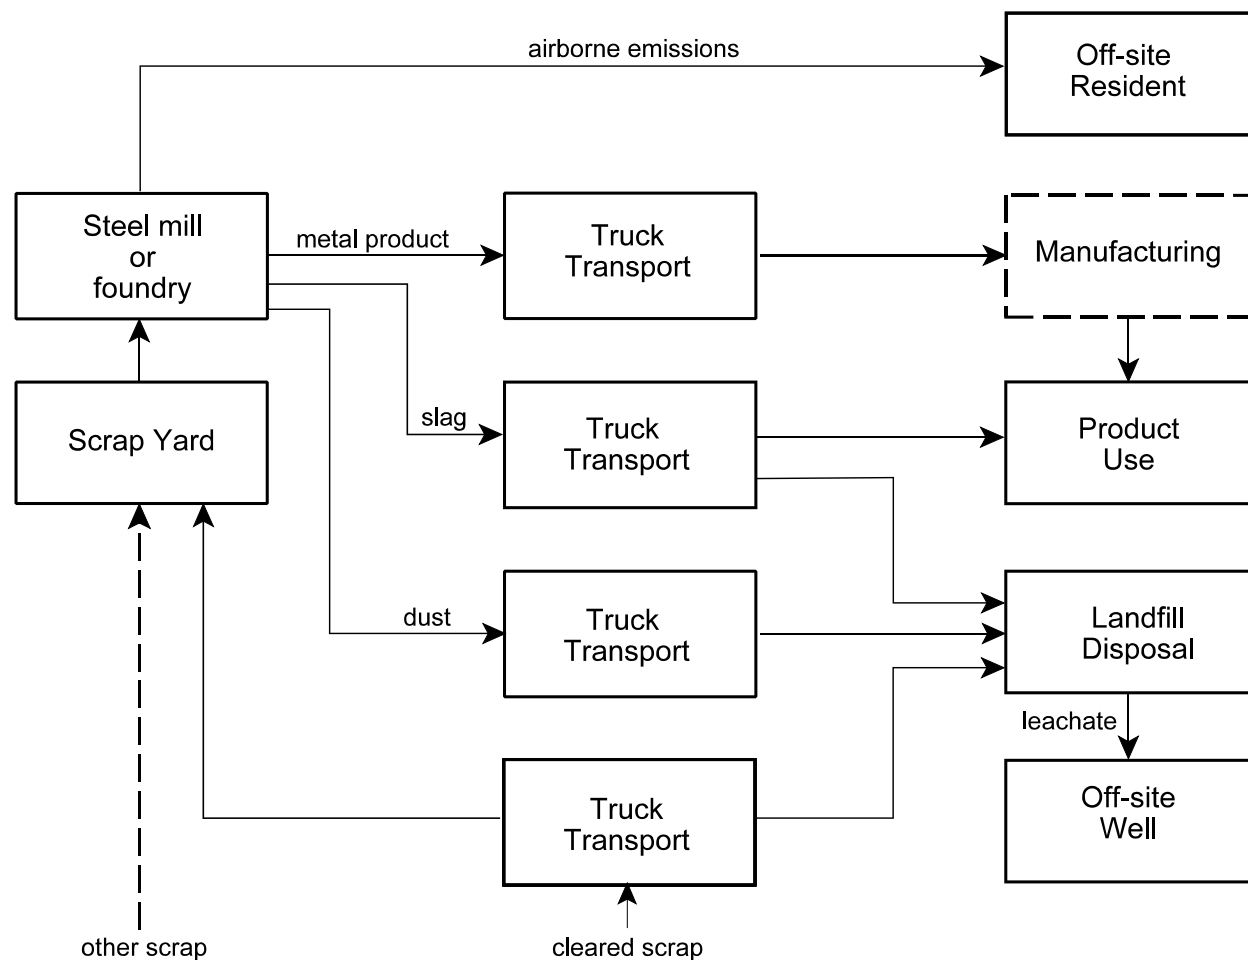 airborne emissions
Off-site
Resident
Steel mill
or
foundry
metal product
Truck
Transport
Manufacturing
Scrap Yard
slag
Truck
Transport
Product
Use
dust
Truck
Transport
Landfill
Disposal
leachate
Truck
Transport
Off-site
Well
other scrap
cleared scrap